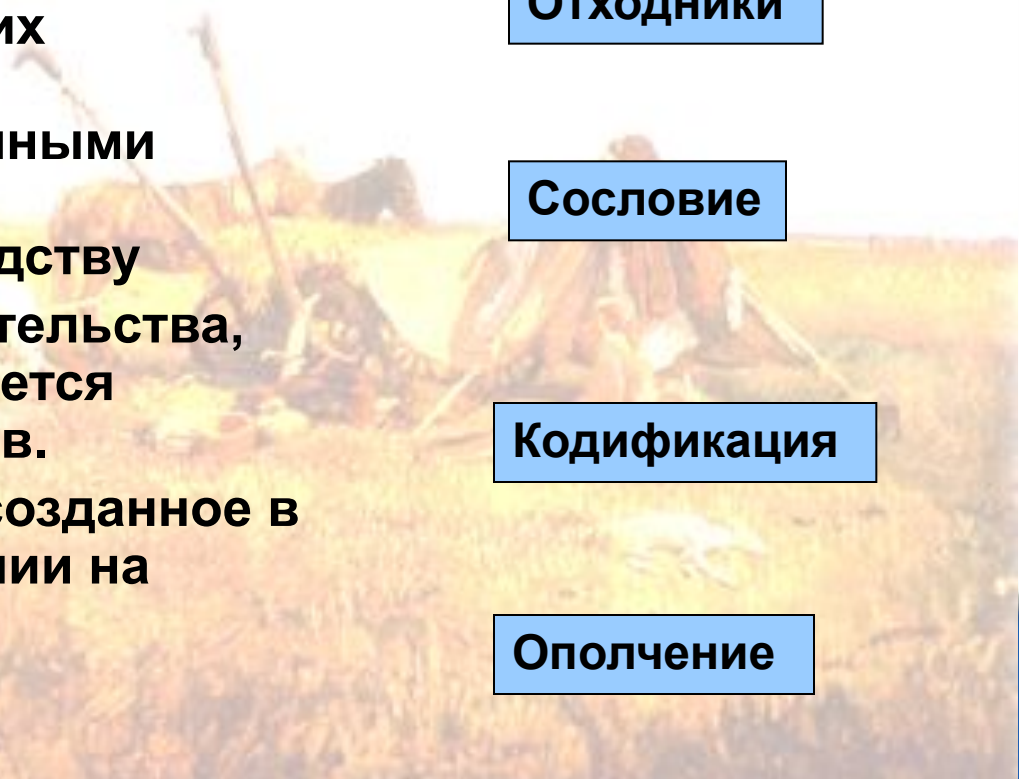 их
Отходники
нными
Сословие
дству
тельства,
ется
в.
Кодификация
созданное в
нии на
Ополчение